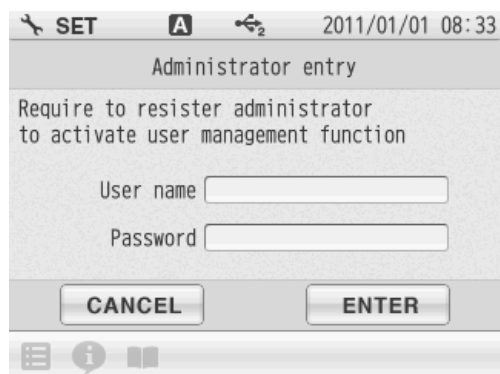 SET A 2 2011/01/01 08:33
Administrator entry
Require to resister administrator
to activate user management function
User name
Password
CANCEL ENTER